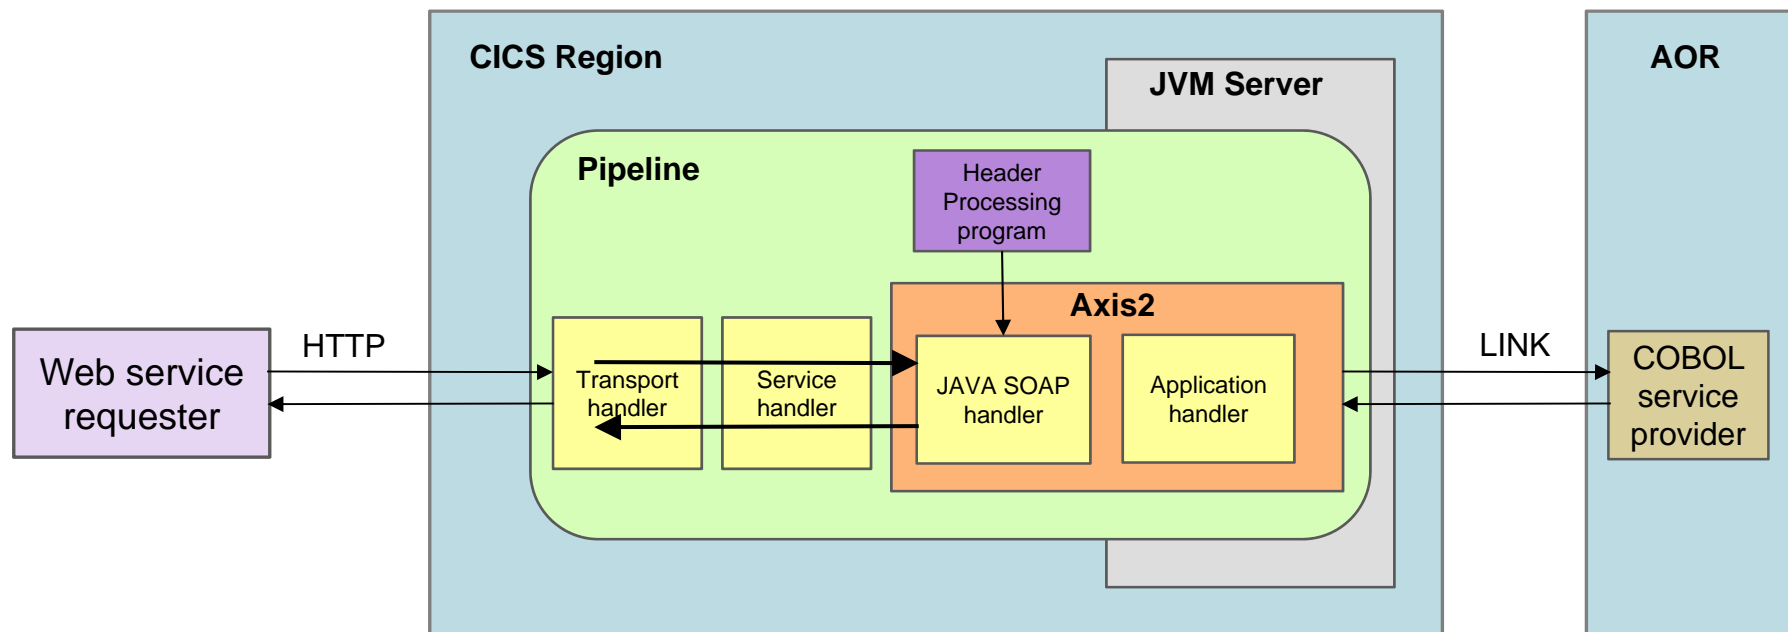 CICS Region
AOR
JVM Server
Pipeline
Header
Processing
program
Axis2
HTTP
LINK
Web service
requester
Transport
handler
Service
handler
JAVA SOAP
handler
Application
handler
COBOL
service
provider